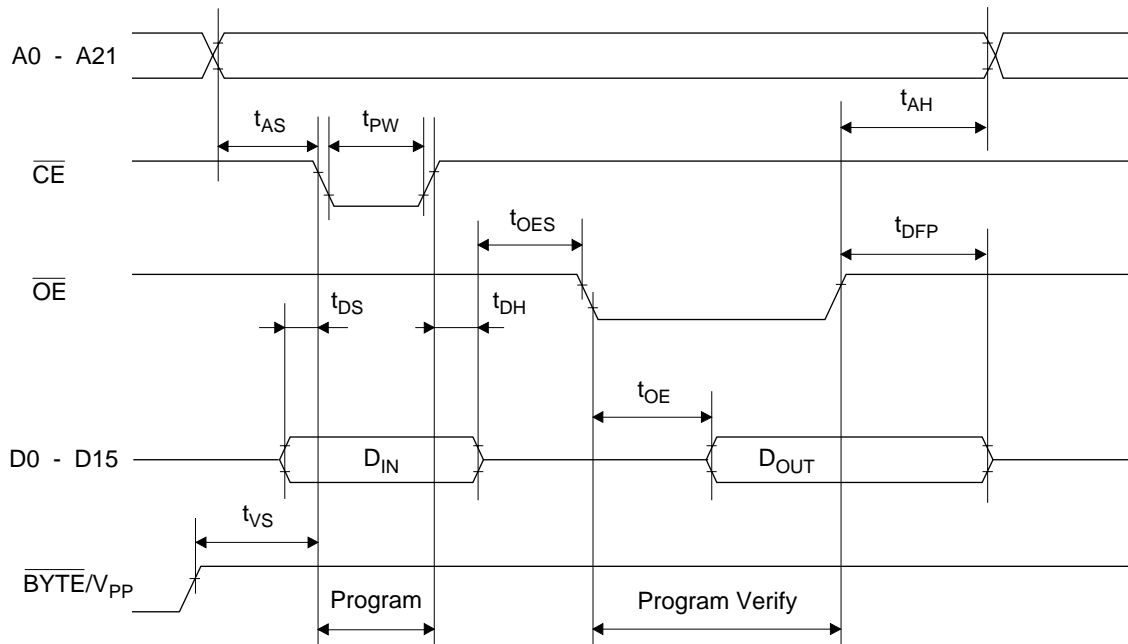 A0 - A21
tAH
tAS
tPW
CE
tOES
tDFP
OE
tDS
tDH
tOE
D0 - D15
DIN
DOUT
tVS
BYTE/VPP
Program
Program Verify